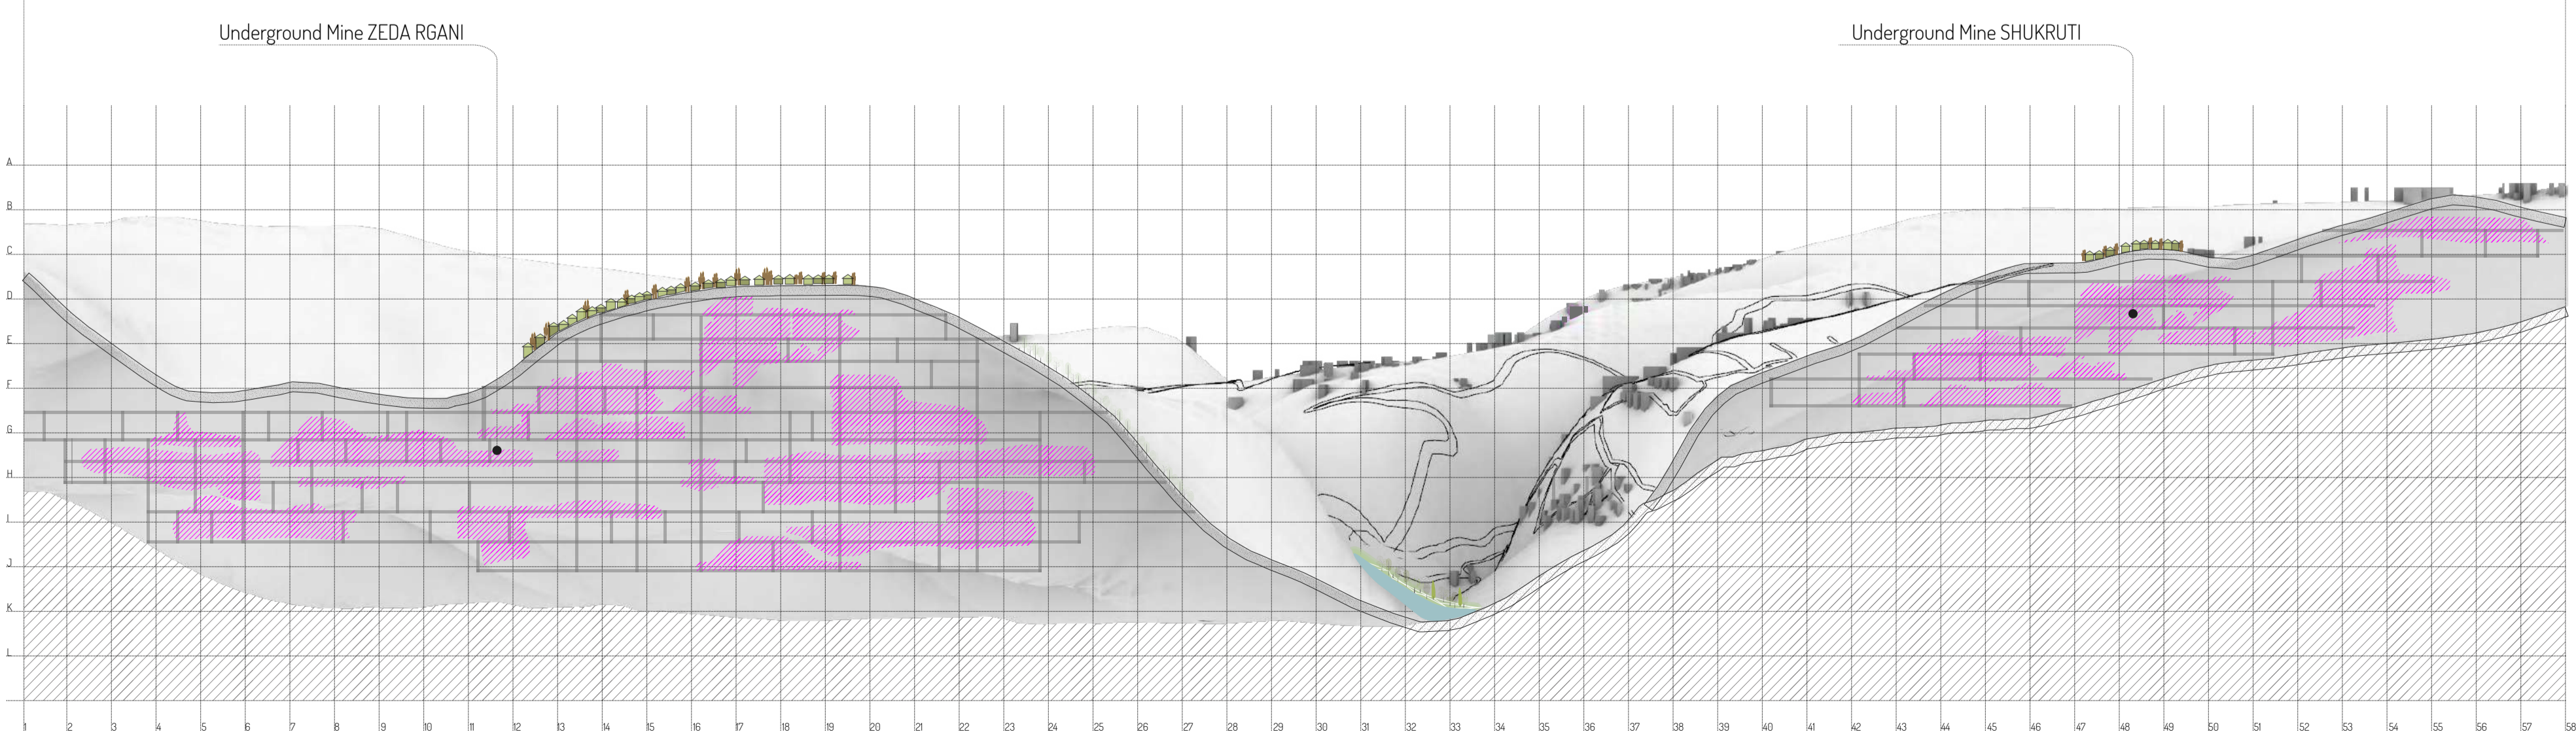 Underground Mine ZEDA RGANI
Underground Mine SHUKRUTI
A
B
C
D
E
F
G
H
I
J
K
L
1 2 3 4 5 6 7 8 9 10 11 12 13 14 15 16 17 18 19 20 21 22 23 24 25 26 27 28 29 30 31 32 33 34 35 36 37 38 39 40 41 42 43 44 45 46 47 48 49 50 51 52 53 54 55 56 57 58